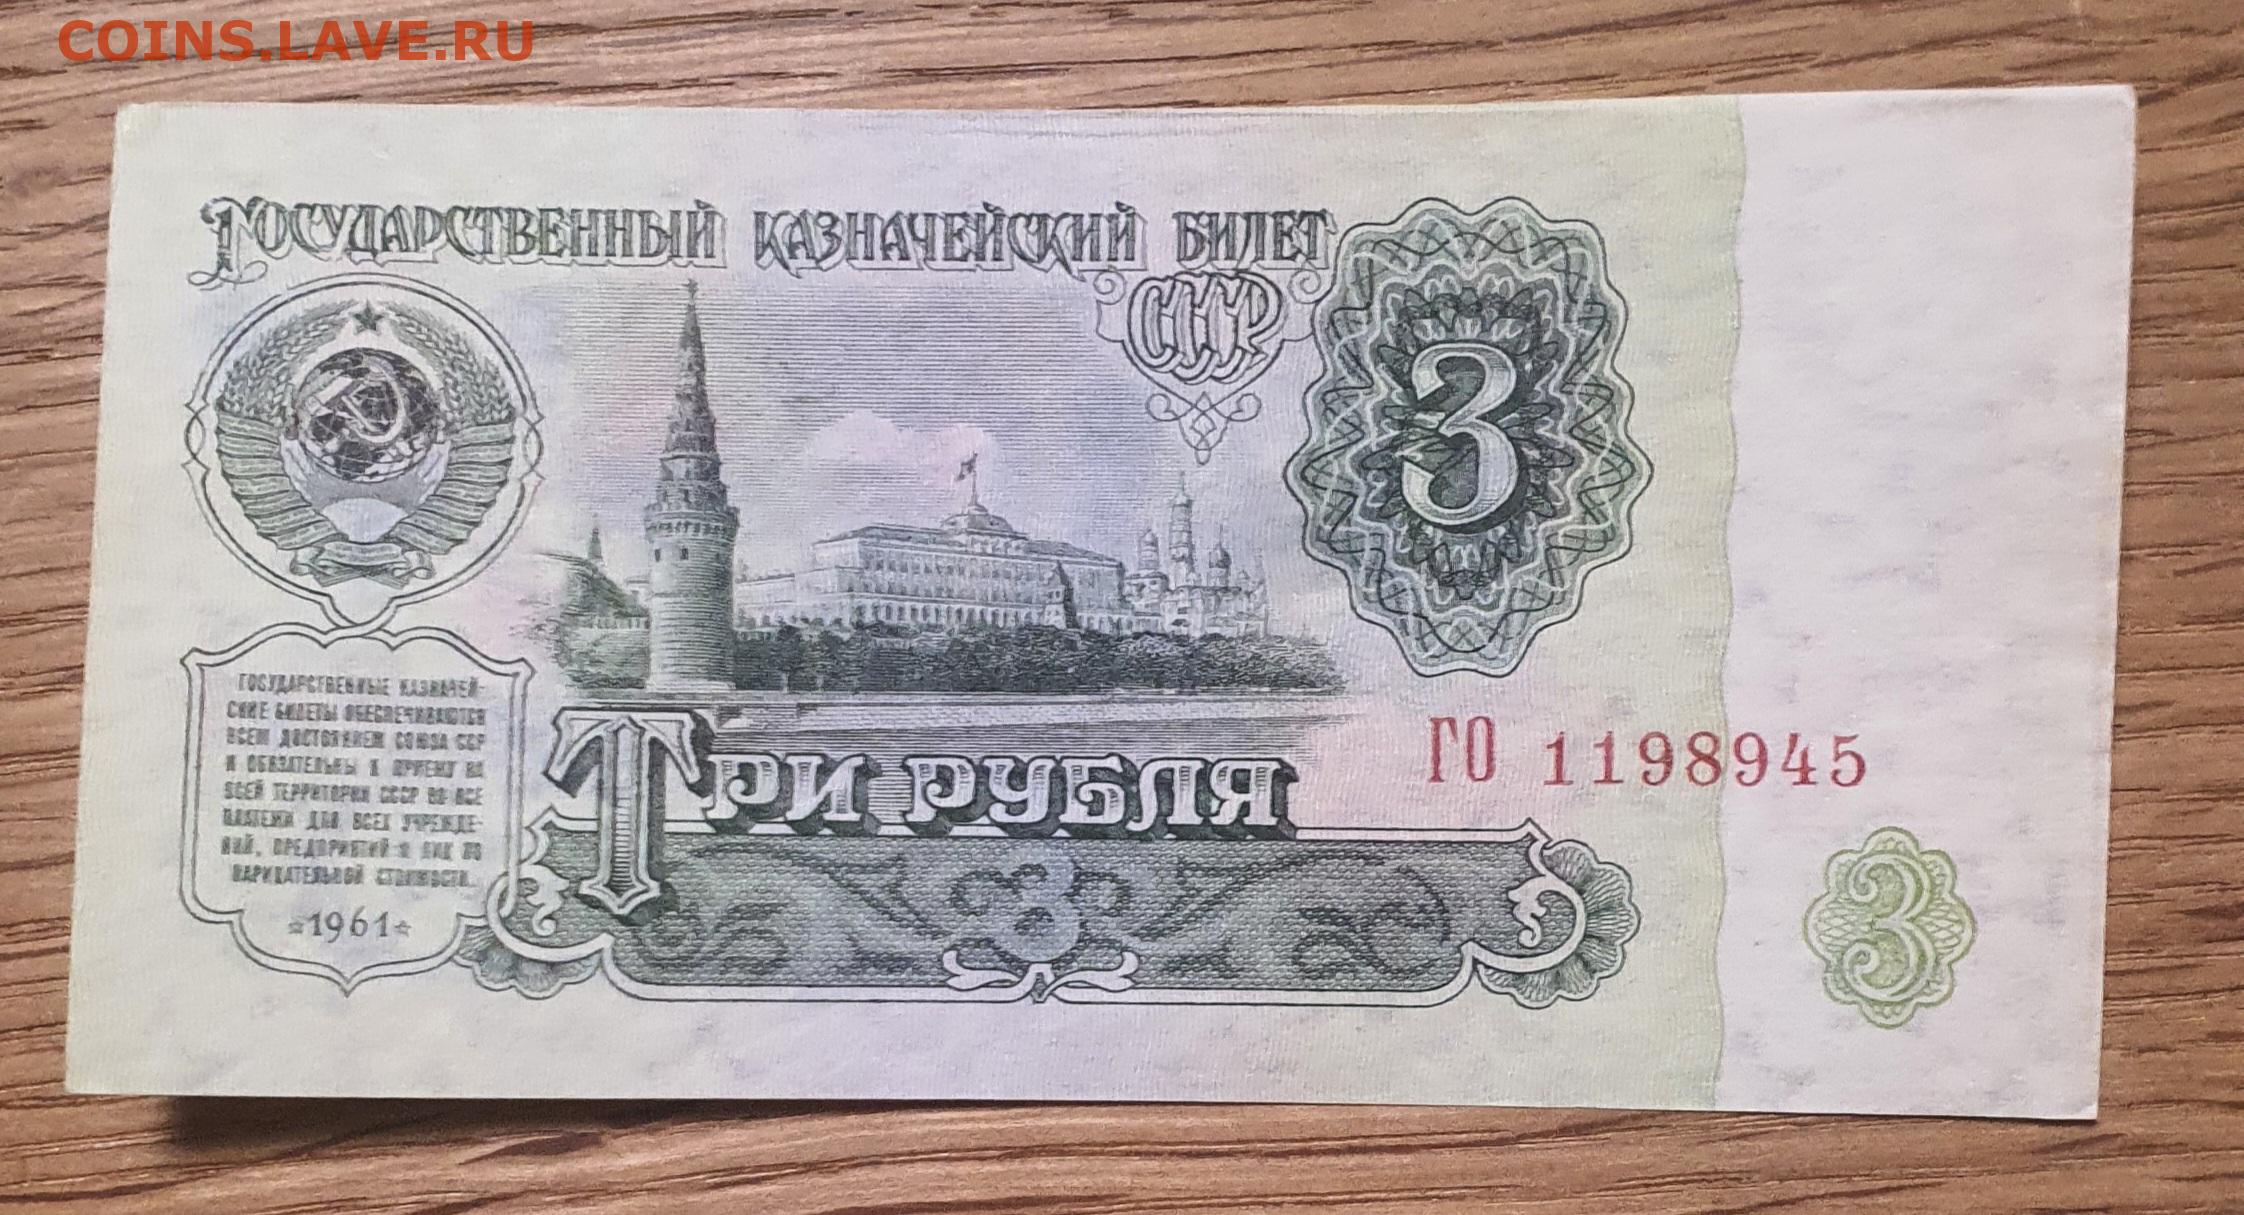 COINS.LAVE.RU
Государственный казначейский билет
СССР
3
ГОСУДАРСТВЕННЫЕ КАЗНАЧЕЙ-
СКИЕ БИЛЕТЫ ОБЕСПЕЧИВАЮТСЯ
ВСЕМ ДОСТОЯНИЕМ СОЮЗА ССР
И ОБЯЗАТЕЛЬНЫ К ПРИЕМУ НА
ВСЕЙ ТЕРРИТОРИИ СССР ВО ВСЕ
ПЛАТЕЖИ ДЛЯ ВСЕХ УЧРЕЖДЕ-
НИЙ, ПРЕДПРИЯТИЙ И ЛИЦ ПО
НАРИЦАТЕЛЬНОЙ СТОИМОСТИ.
*1961*
Три рубля
ГО 1198945
3
3